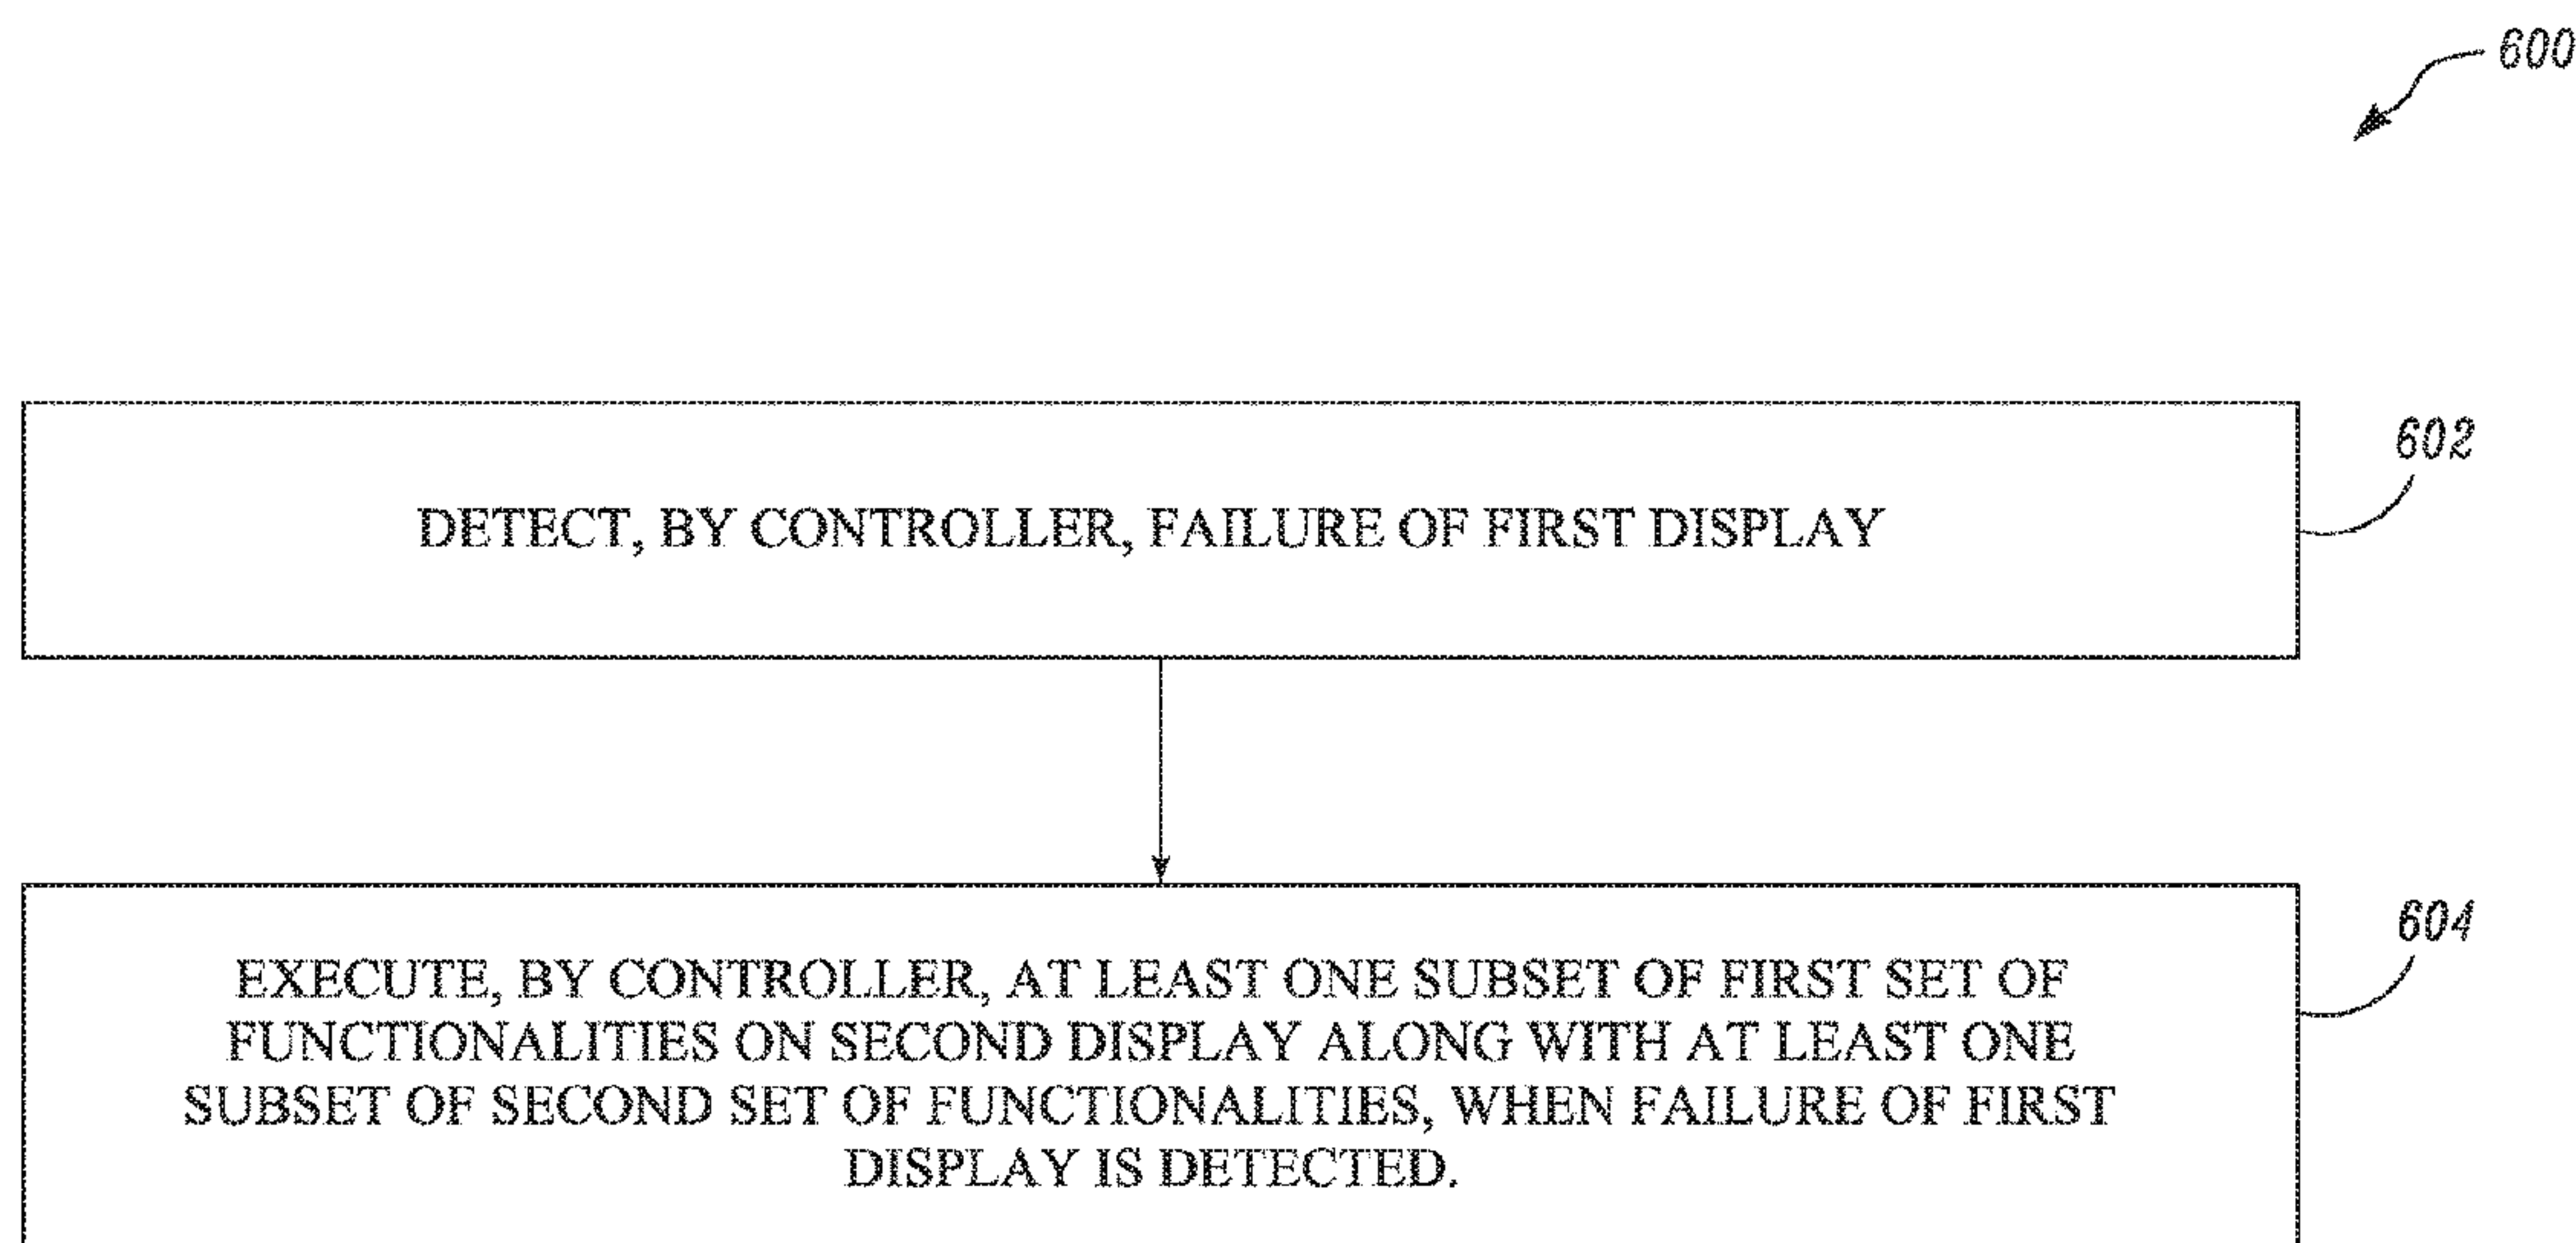 600
602
DETECT, BY CONTROLLER, FAILURE OF FIRST DISPLAY
604
EXECUTE, BY CONTROLLER, AT LEAST ONE SUBSET OF FIRST SET OF
FUNCTIONALITIES ON SECOND DISPLAY ALONG WITH AT LEAST ONE
SUBSET OF SECOND SET OF FUNCTIONALITIES, WHEN FAILURE OF FIRST
DISPLAY IS DETECTED.